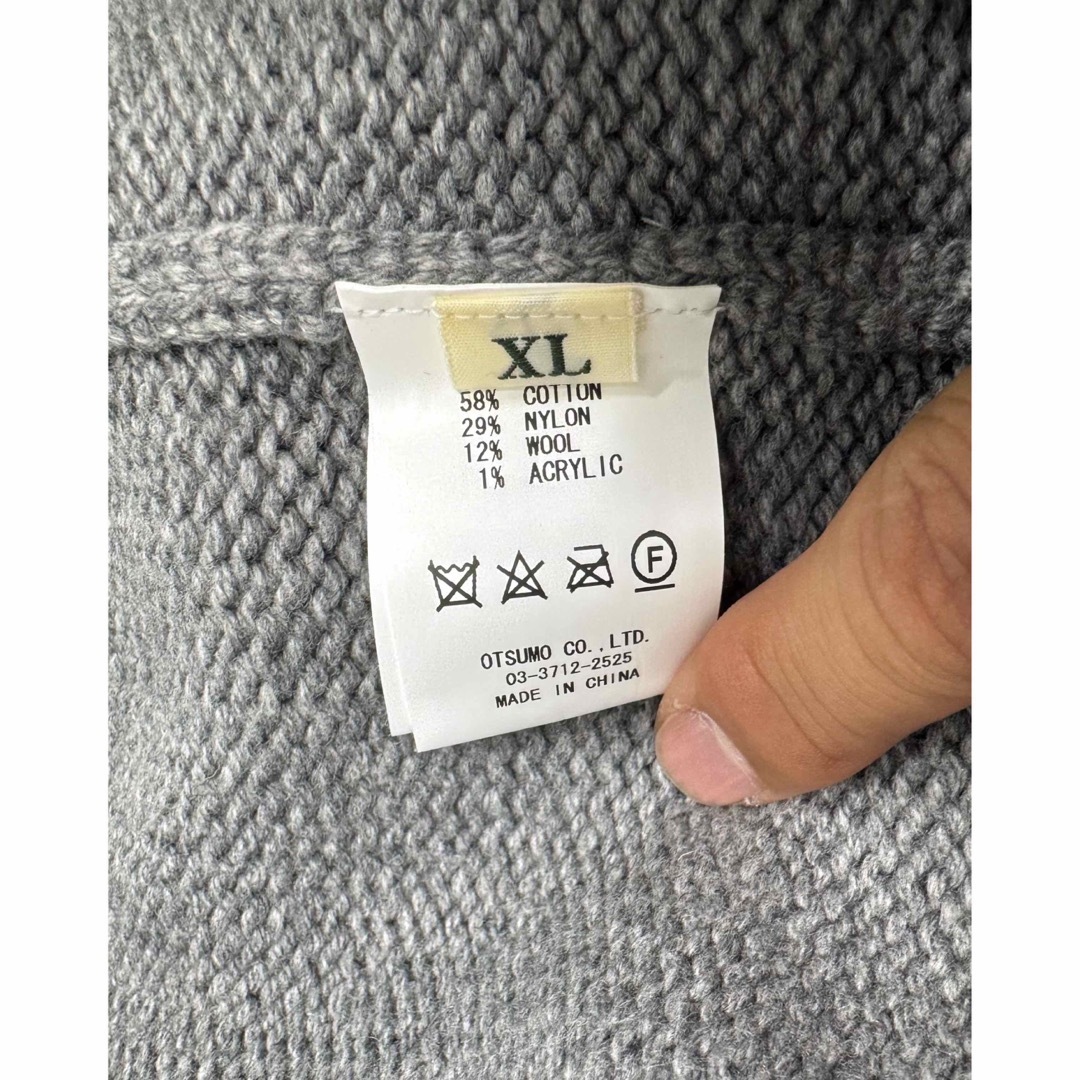 XL
58% COTTON
29% NYLON
12% WOOL
1% ACRYLIC
F
OTSUMO CO.,LTD.
03-3712-2525
MADE IN CHINA